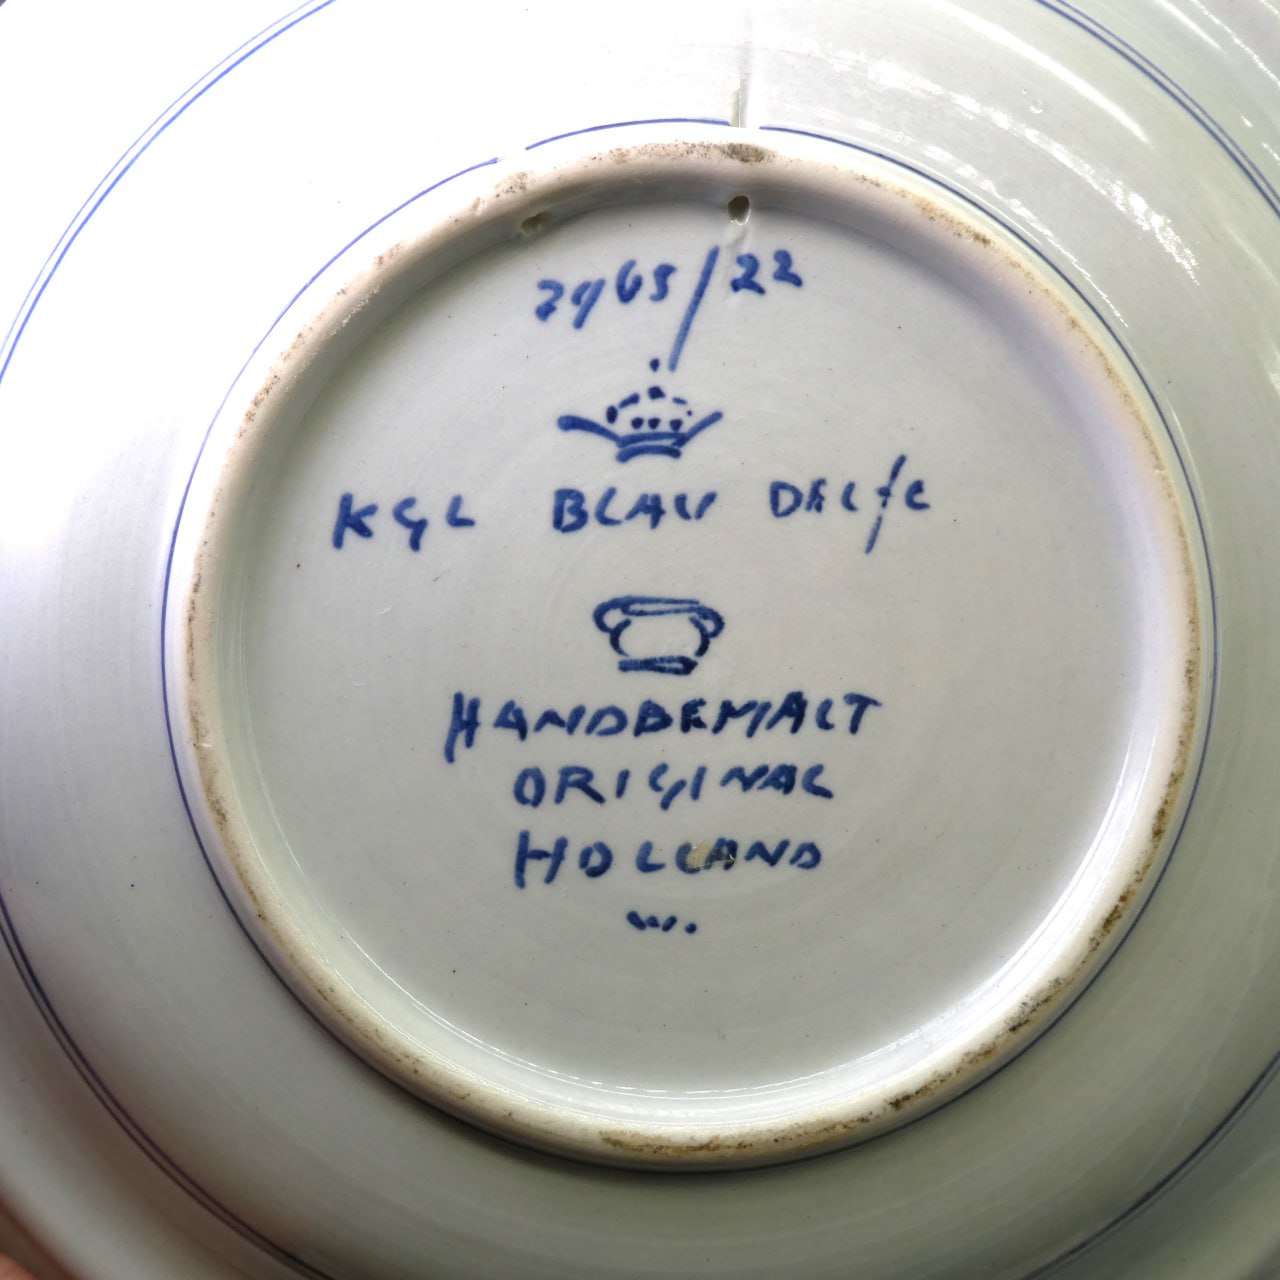 2965/22
KGL BLAU DELft
HANDBEMALT
ORIGINAL
HOLLAND
w.